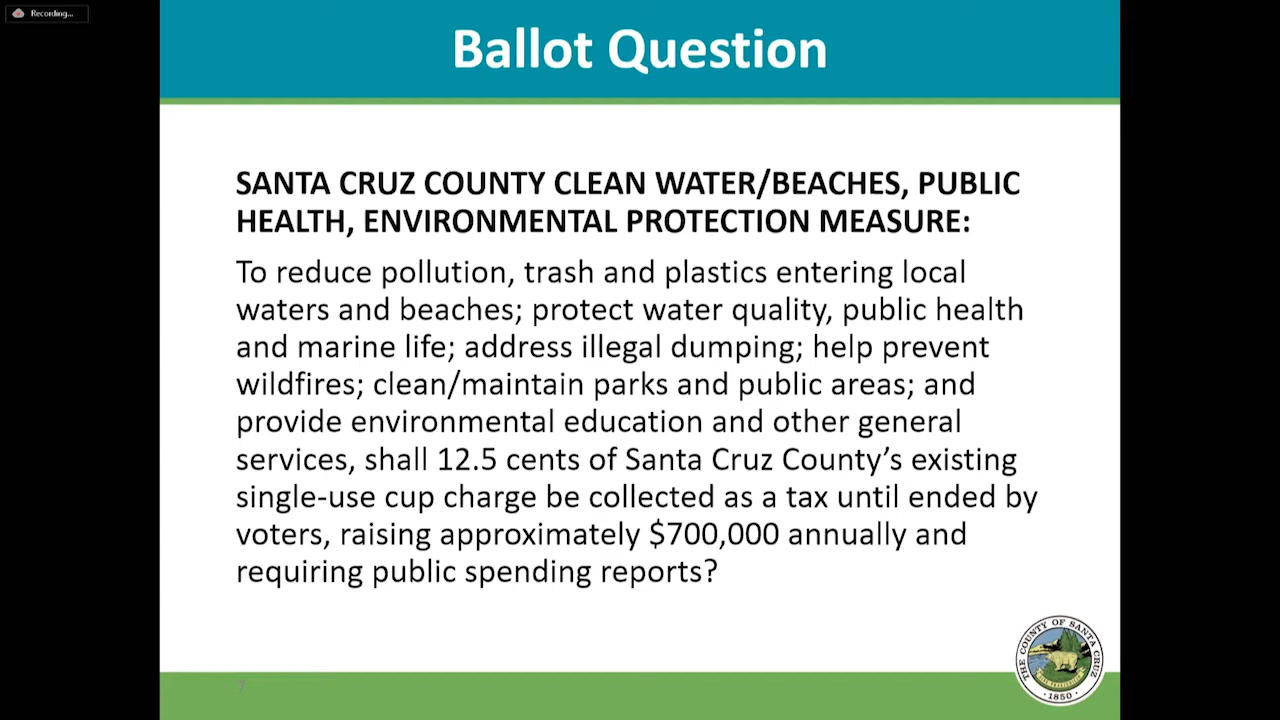 Recording...
Ballot Question
SANTA CRUZ COUNTY CLEAN WATER/BEACHES, PUBLIC
HEALTH, ENVIRONMENTAL PROTECTION MEASURE:
To reduce pollution, trash and plastics entering local
waters and beaches; protect water quality, public health
and marine life; address illegal dumping; help prevent
wildfires; clean/maintain parks and public areas; and
provide environmental education and other general
services, shall 12.5 cents of Santa Cruz County’s existing
single-use cup charge be collected as a tax until ended by
voters, raising approximately $700,000 annually and
requiring public spending reports?
7
THE COUNTY OF SANTA CRUZ
1850